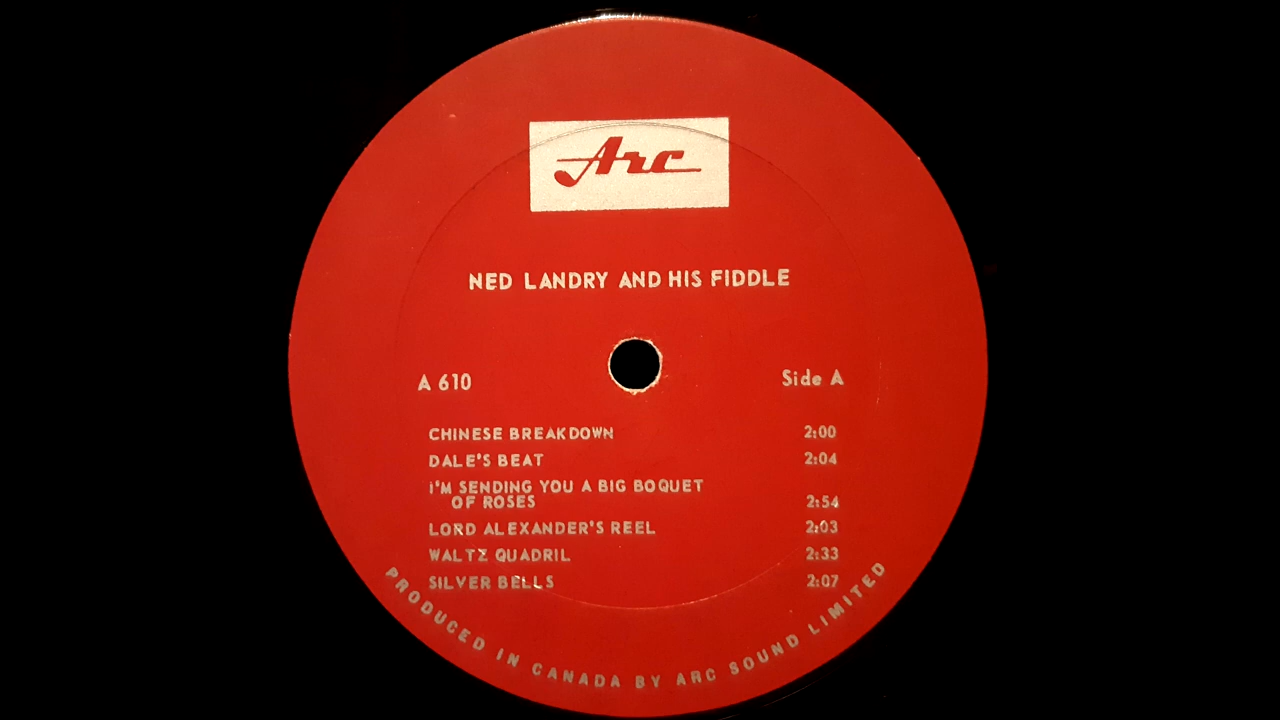 Arc
NED LANDRY AND HIS FIDDLE
A 610 Side A
CHINESE BREAKDOWN 2:00
DALE'S BEAT 2:04
I'M SENDING YOU A BIG BOQUET
OF ROSES 2:54
LORD ALEXANDER'S REEL 2:03
WALTZ QUADRIL 2:33
SILVER BELLS 2:07
PRODUCED IN CANADA BY ARC SOUND LIMITED